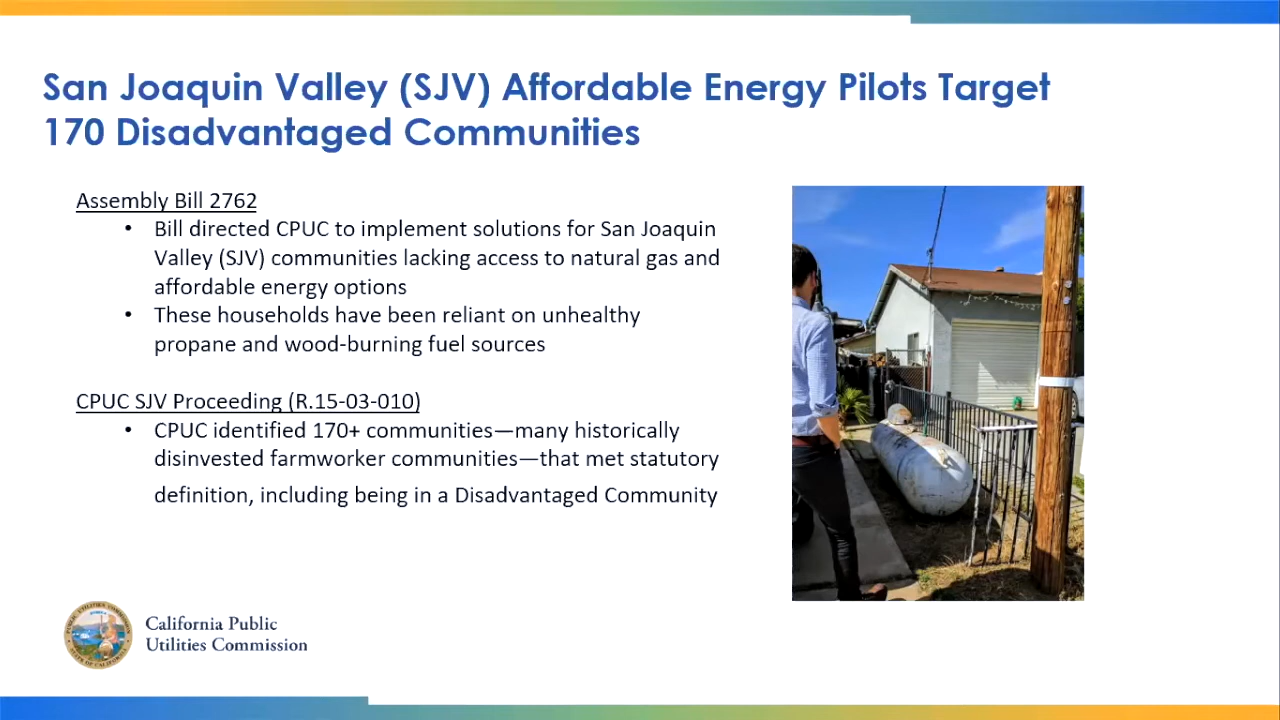 San Joaquin Valley (SJV) Affordable Energy Pilots Target
170 Disadvantaged Communities
Assembly Bill 2762
• Bill directed CPUC to implement solutions for San Joaquin
Valley (SJV) communities lacking access to natural gas and
affordable energy options
• These households have been reliant on unhealthy
propane and wood-burning fuel sources
CPUC SJV Proceeding (R.15-03-010)
• CPUC identified 170+ communities—many historically
disinvested farmworker communities—that met statutory
definition, including being in a Disadvantaged Community
California Public
Utilities Commission